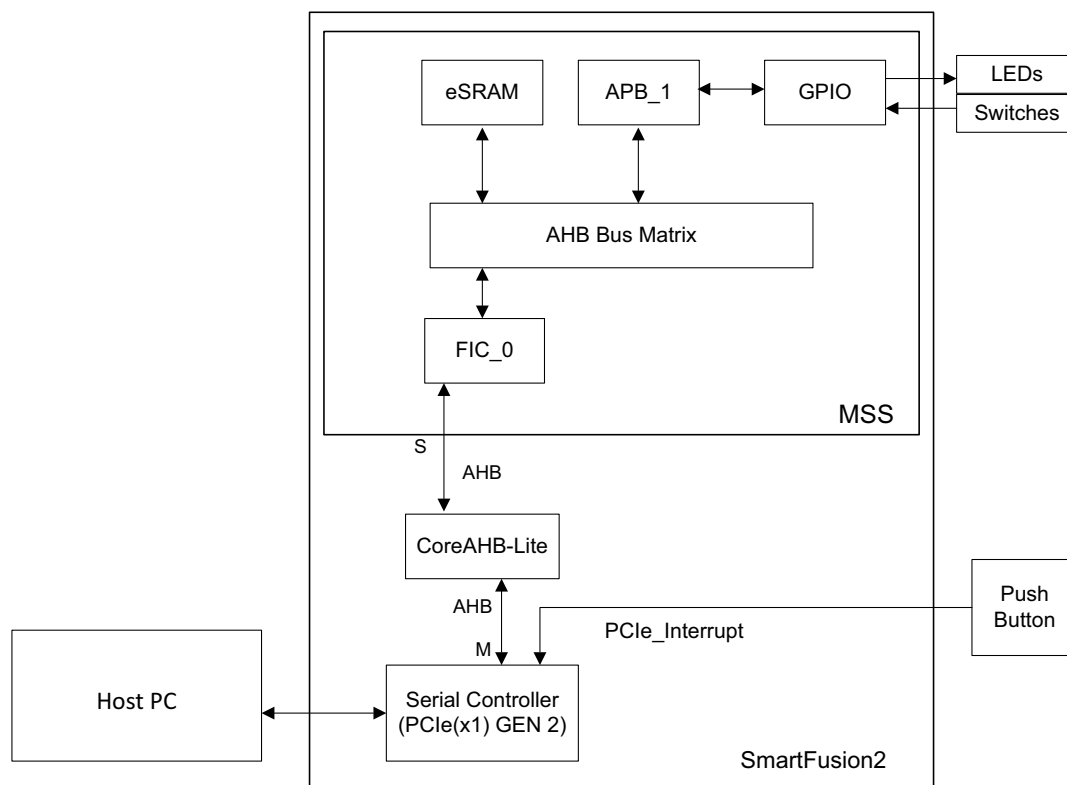 eSRAM
APB_1
GPIO
LEDs
Switches
AHB Bus Matrix
FIC_0
MSS
S
AHB
CoreAHB-Lite
AHB
M
PCIe_Interrupt
Push
Button
Host PC
Serial Controller
(PCIe(x1) GEN 2)
SmartFusion2